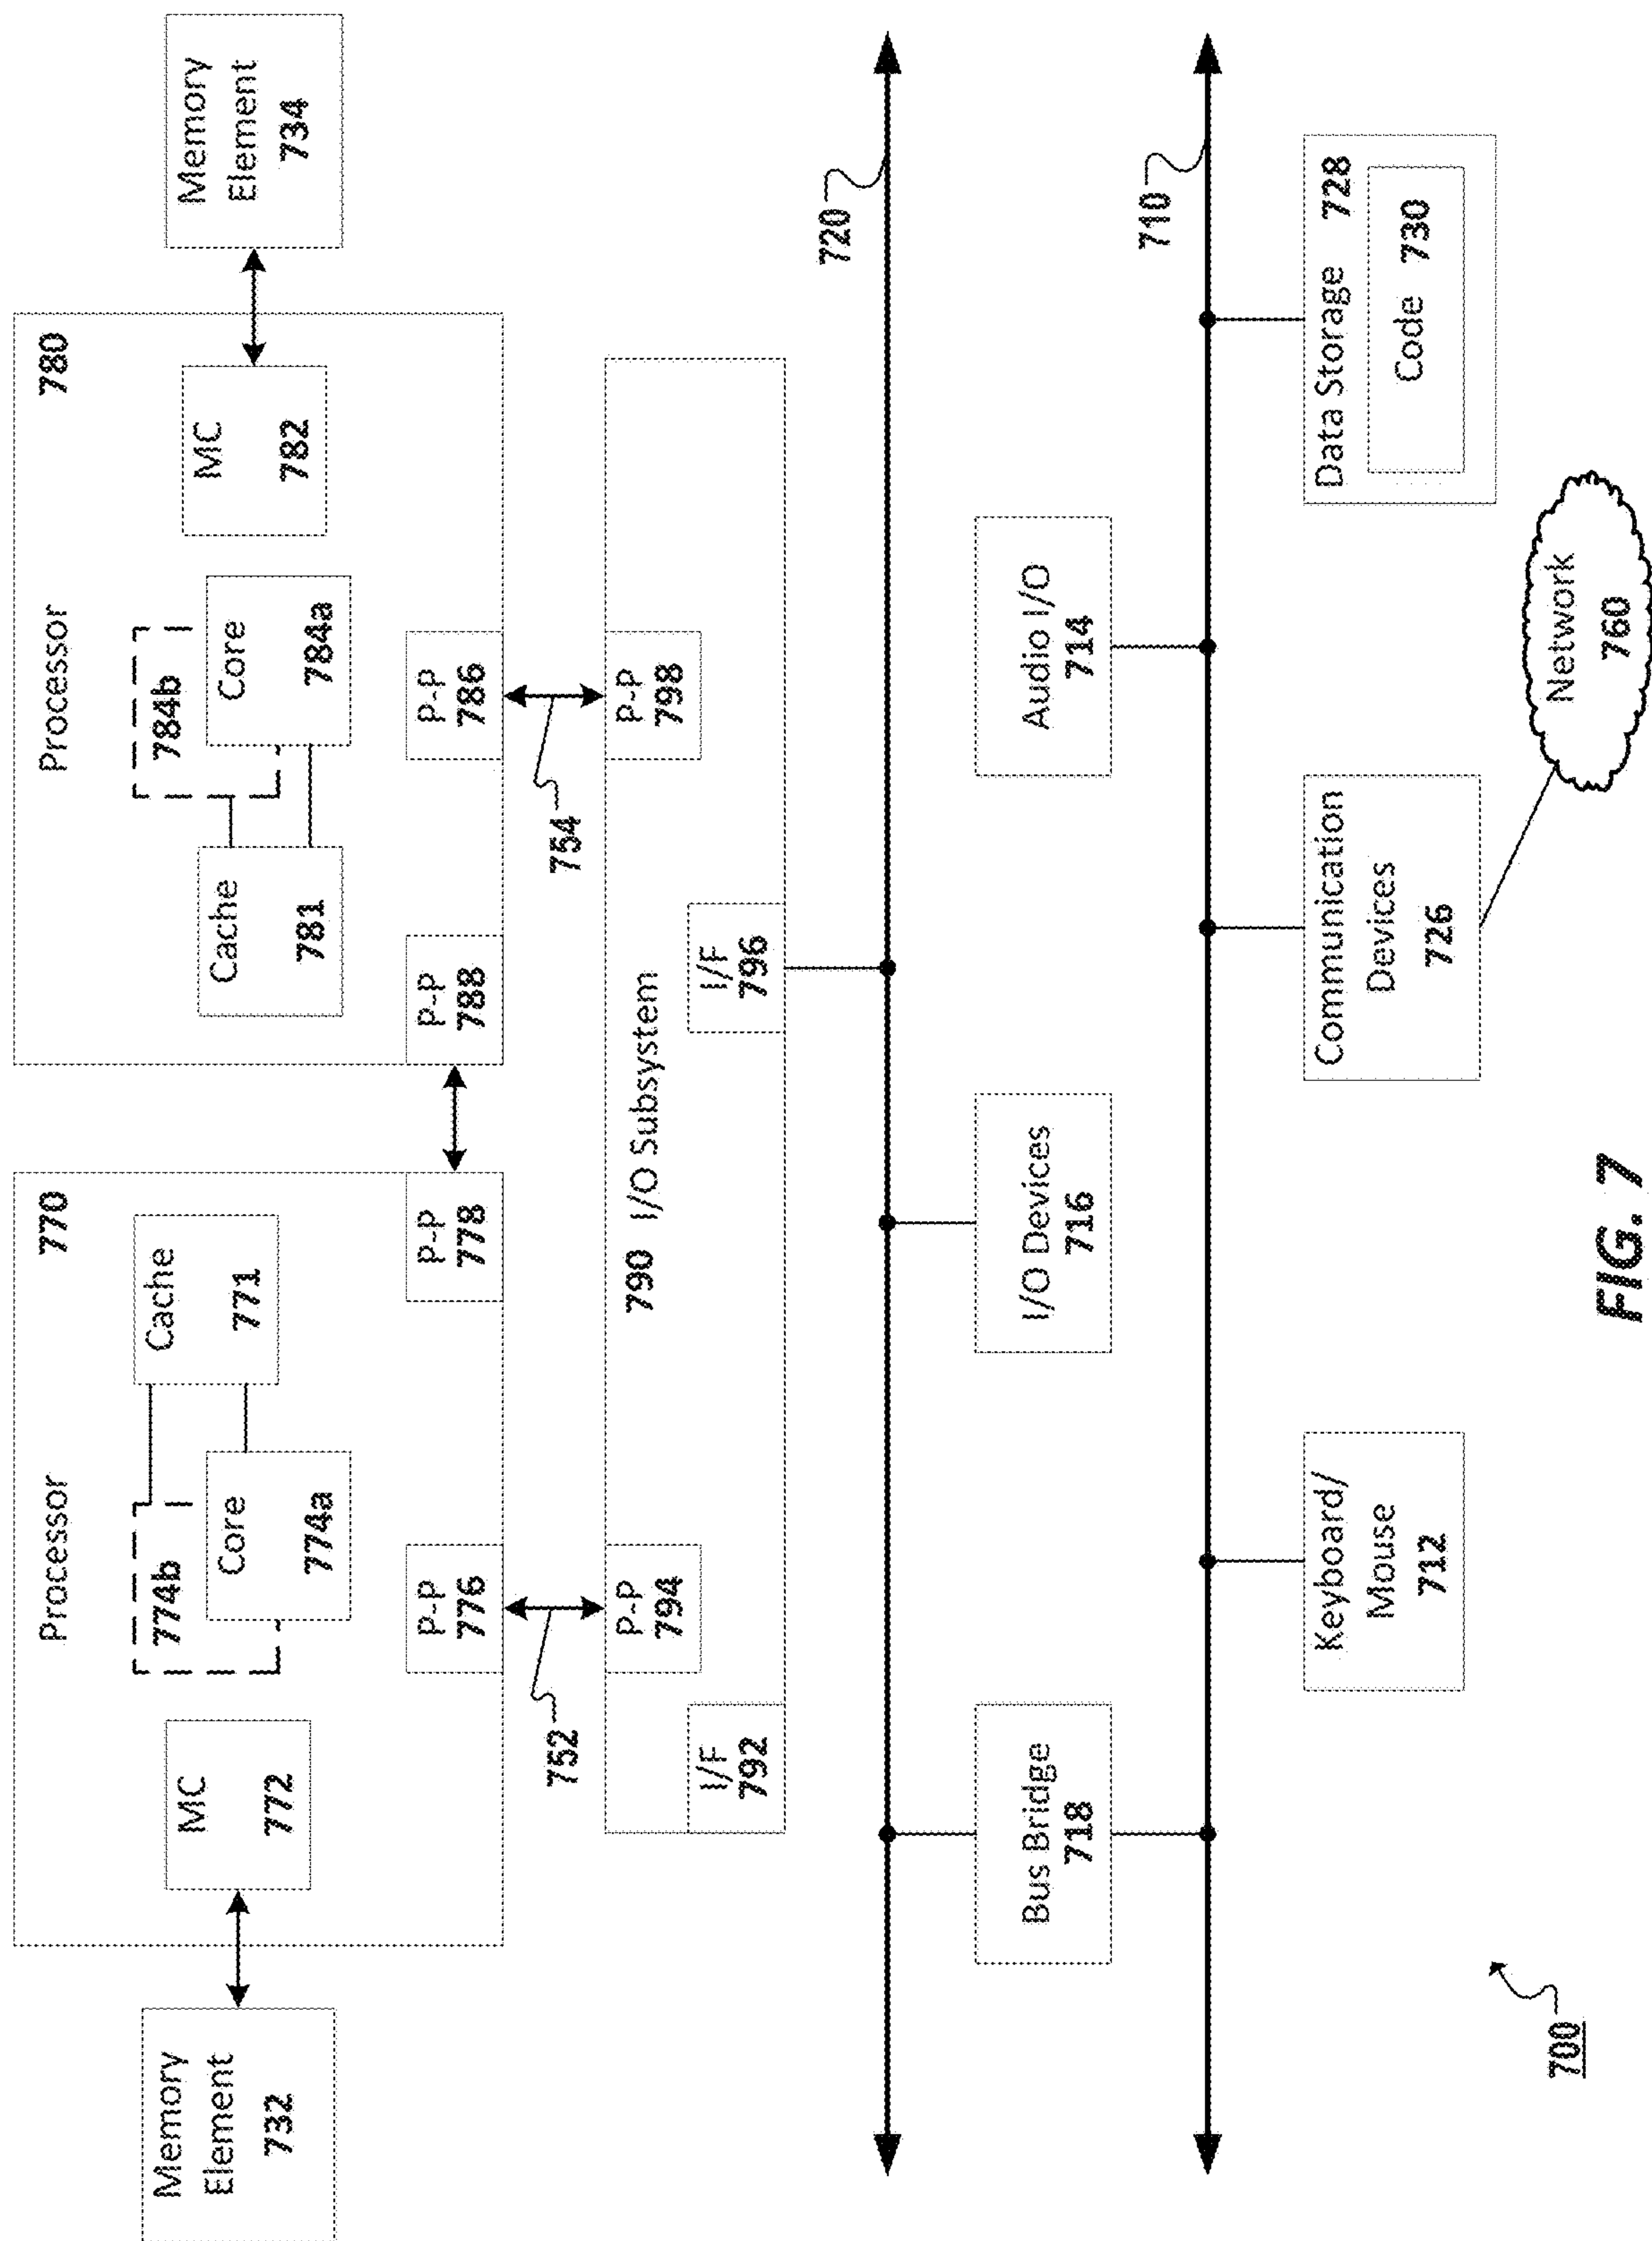 Processor
770
774b
Core
774a
Cache
771
MC
772
P-P
776
P-P
778
Memory
Element
732
Processor
780
784b
Core
784a
Cache
781
MC
782
P-P
788
P-P
786
Memory
Element
734
752
754
790 I/O Subsystem
P-P
794
P-P
798
I/F
792
I/F
796
720
Bus Bridge
718
I/O Devices
716
Audio I/O
714
710
Keyboard/
Mouse
712
Communication
Devices
726
Data Storage 728
Code 730
Network
760
700
FIG. 7